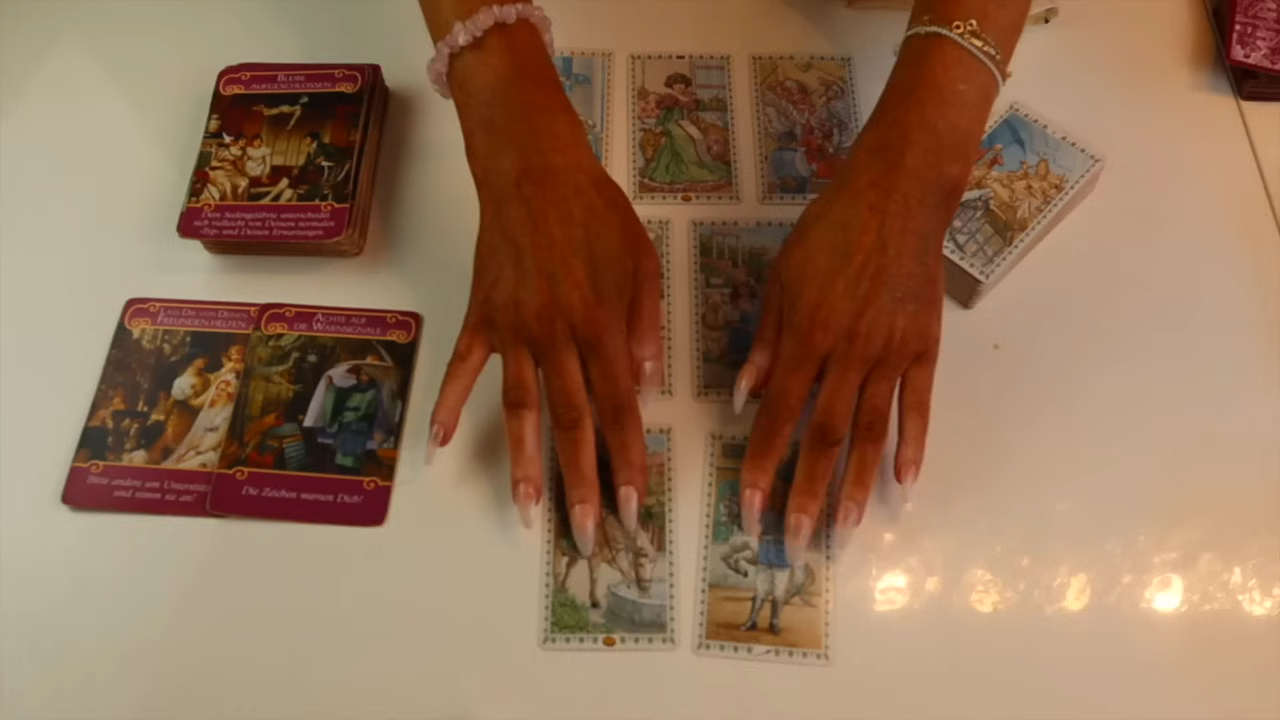 BLEIBE
AUFGESCHLOSSEN
Dein Seelengefährte unterscheidet
sich vielleicht von Deinem normalen
»Typ« und Deinen Erwartungen.
LASS DIR VON DEINEN
FREUNDEN HELFEN
Bitte andere um
und nimm sie an!
ACHTE AUF
DIE WARNSIGNALE
Die Zeichen warnen Dich!